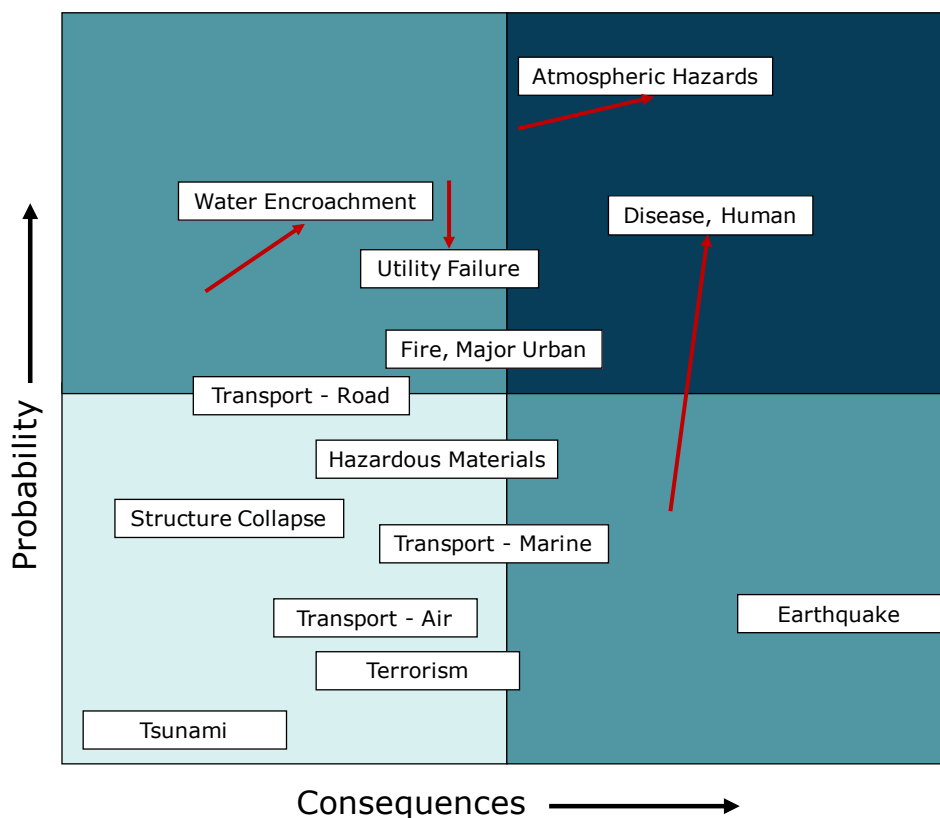 Atmospheric Hazards
Water Encroachment
Disease, Human
Utility Failure
Fire, Major Urban
Transport - Road
Hazardous Materials
Structure Collapse
Transport - Marine
Earthquake
Transport - Air
Terrorism
Tsunami
Probability
Consequences